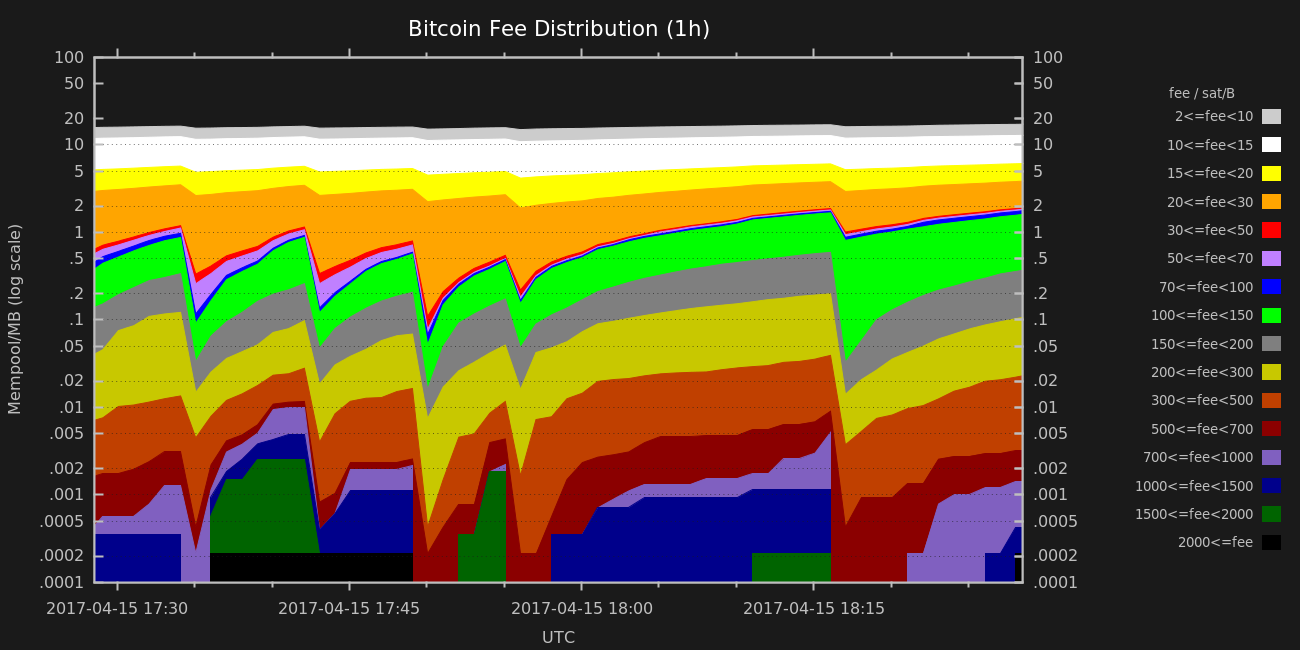 Bitcoin Fee Distribution (1h)
Mempool/MB (log scale)
100
50
20
10
5
2
1
.5
.2
.1
.05
.02
.01
.005
.002
.001
.0005
.0002
.0001
100
50
20
10
5
2
1
.5
.2
.1
.05
.02
.01
.005
.002
.001
.0005
.0002
.0001
2017-04-15 17:30
2017-04-15 17:45
2017-04-15 18:00
2017-04-15 18:15
UTC
fee / sat/B
2<=fee<10
10<=fee<15
15<=fee<20
20<=fee<30
30<=fee<50
50<=fee<70
70<=fee<100
100<=fee<150
150<=fee<200
200<=fee<300
300<=fee<500
500<=fee<700
700<=fee<1000
1000<=fee<1500
1500<=fee<2000
2000<=fee